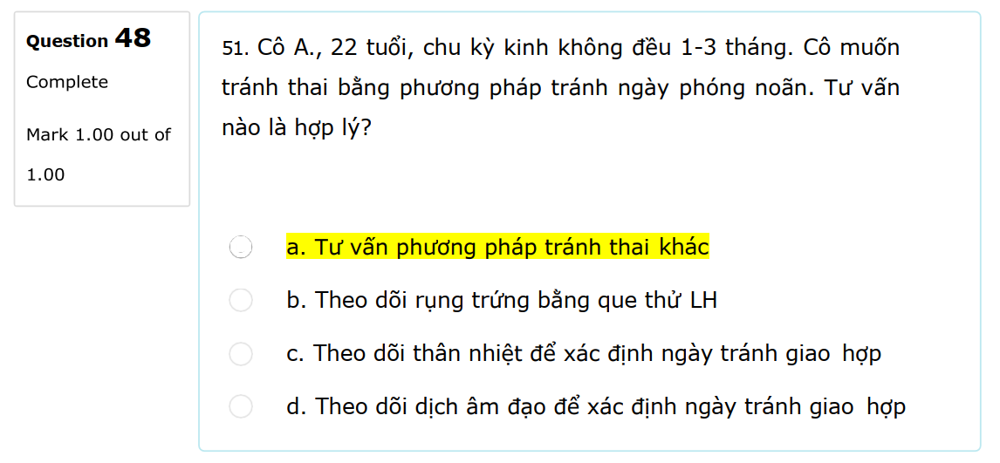 Question 48
Complete
Mark 1.00 out of
1.00
51. Cô A., 22 tuổi, chu kỳ kinh không đều 1-3 tháng. Cô muốn
tránh thai bằng phương pháp tránh ngày phóng noãn. Tư vấn
nào là hợp lý?
a. Tư vấn phương pháp tránh thai khác
b. Theo dõi rụng trứng bằng que thử LH
c. Theo dõi thân nhiệt để xác định ngày tránh giao hợp
d. Theo dõi dịch âm đạo để xác định ngày tránh giao hợp